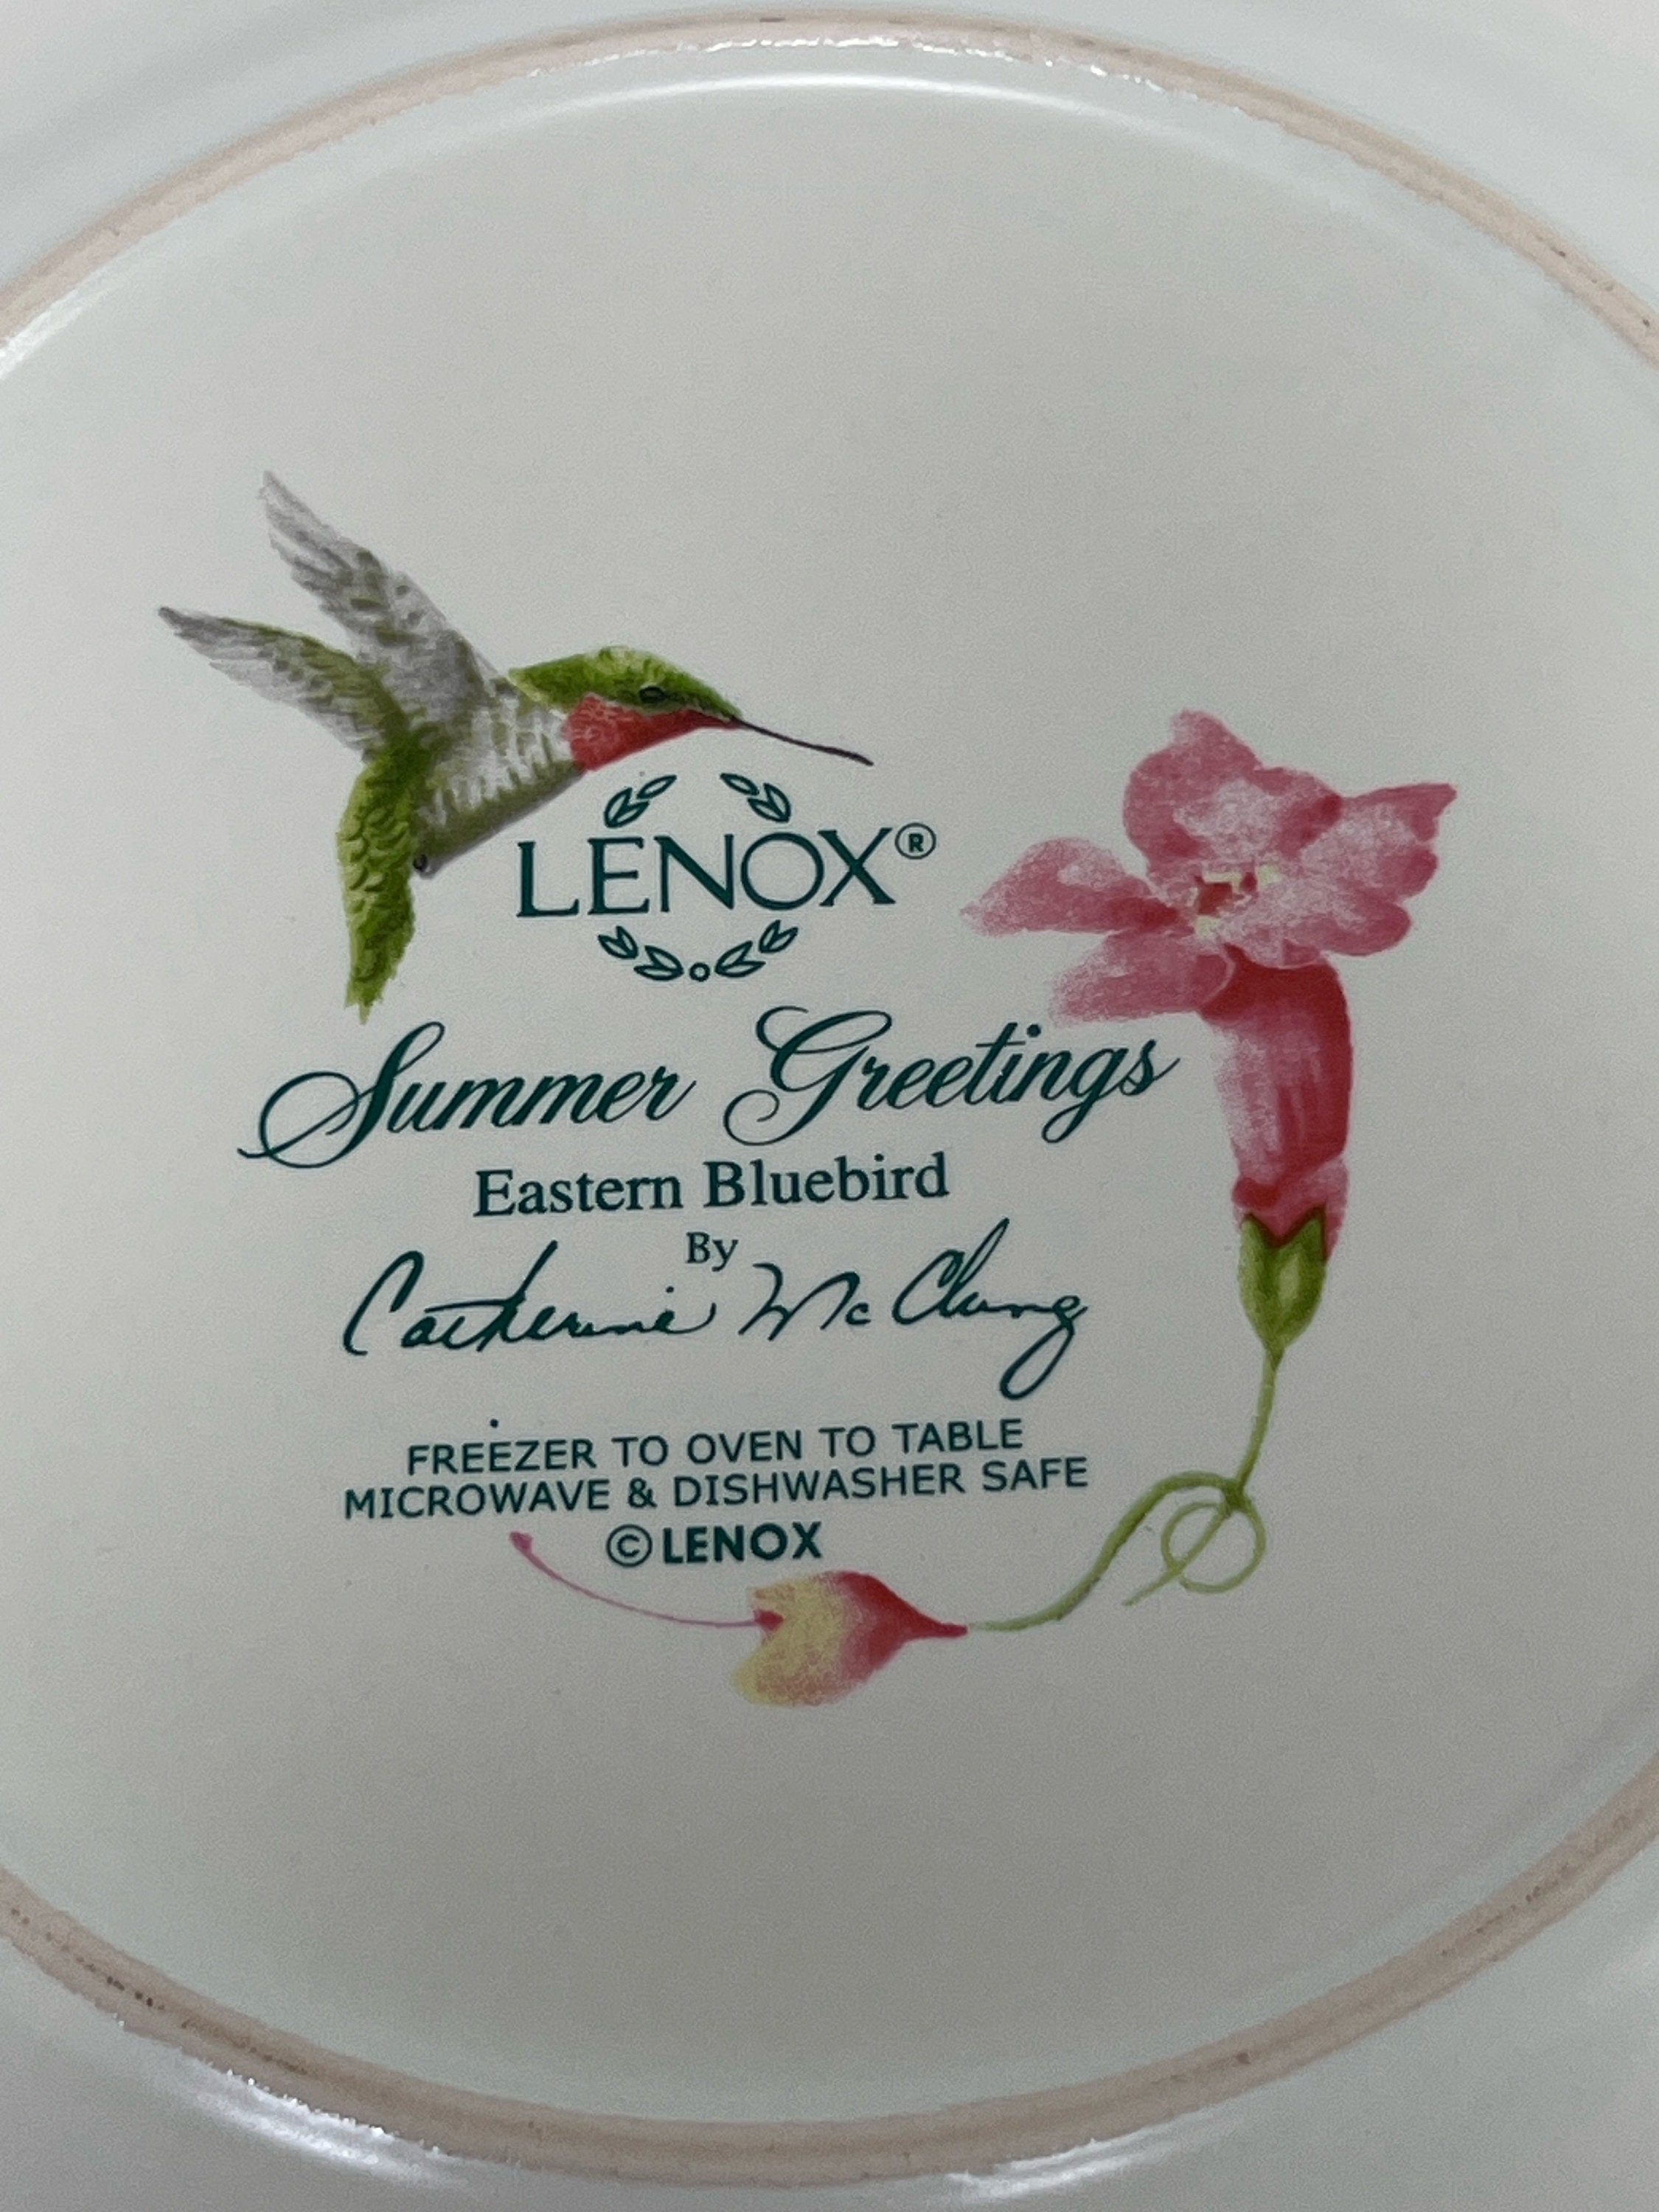 LENOX®
Summer Greetings
Eastern Bluebird
By
Catherine McClung
FREEZER TO OVEN TO TABLE
MICROWAVE & DISHWASHER SAFE
© LENOX